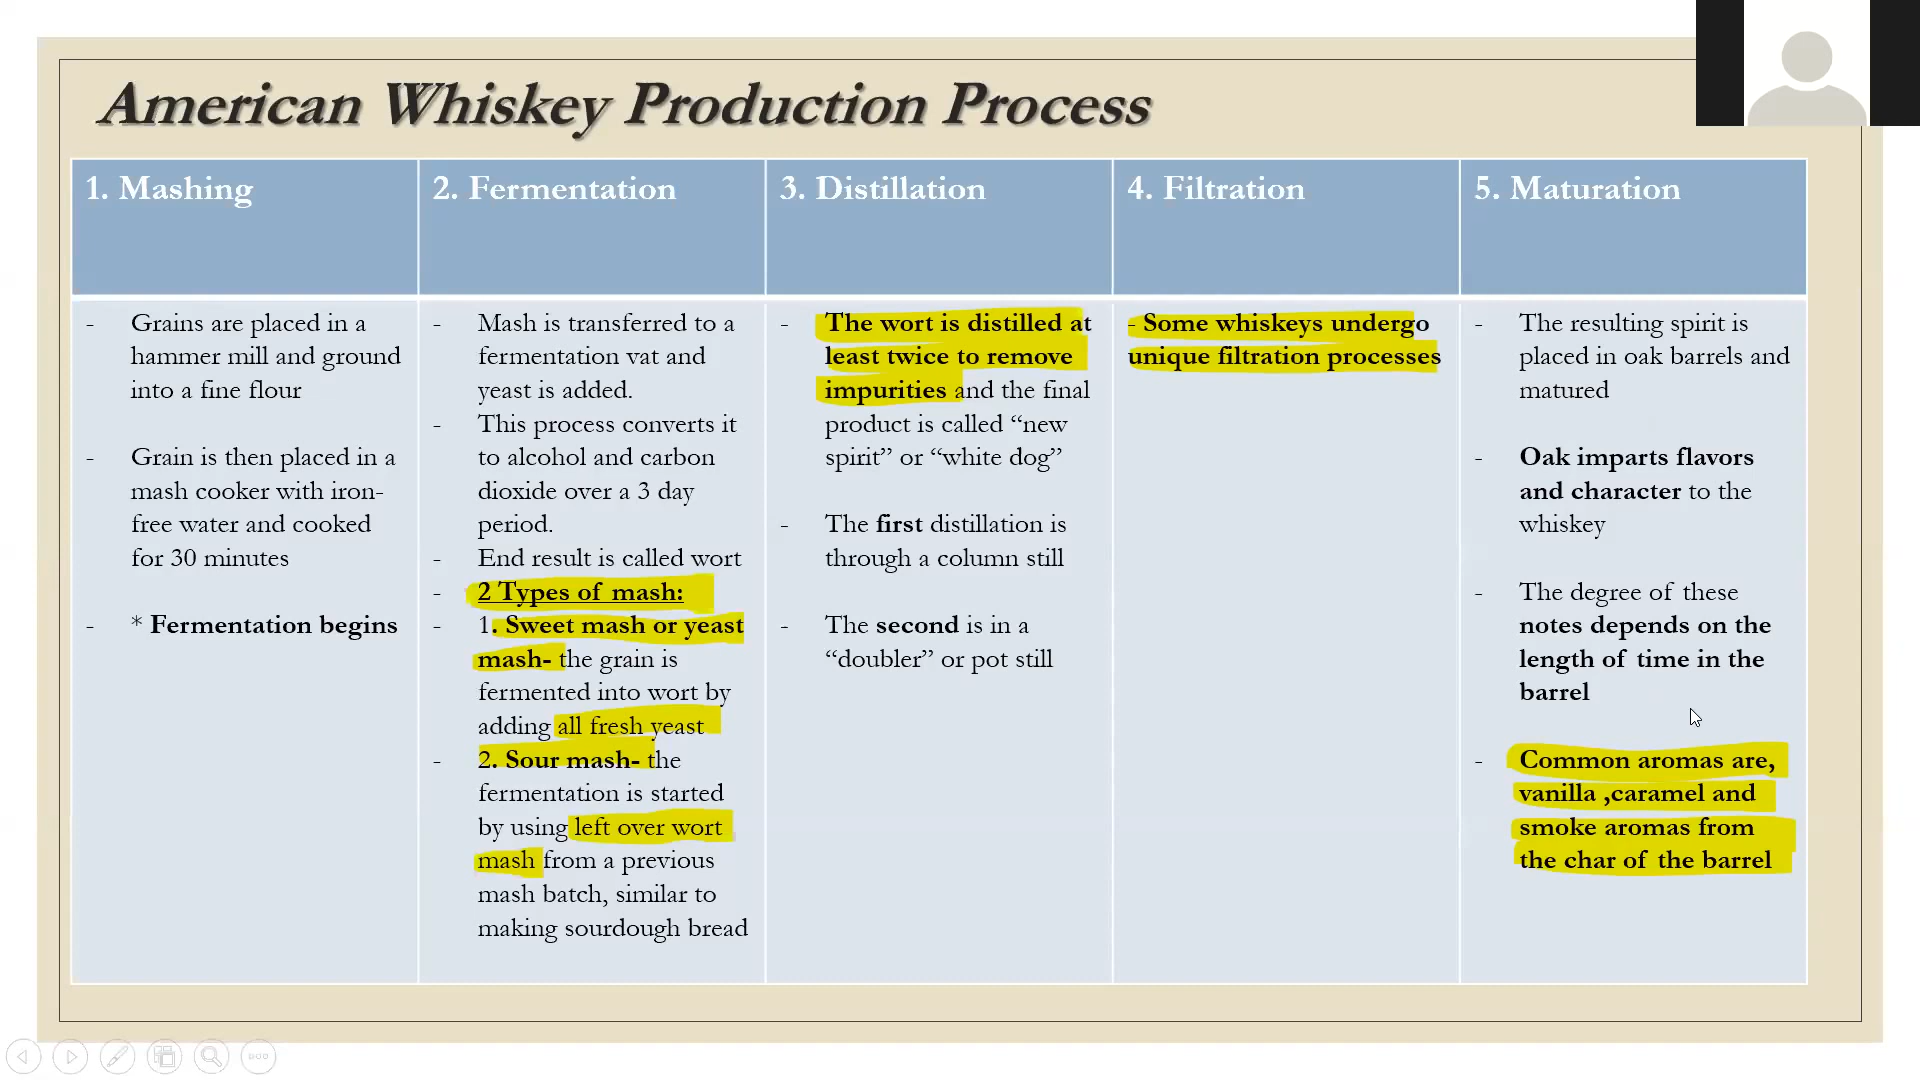 American Whiskey Production Process
1. Mashing
2. Fermentation
3. Distillation
4. Filtration
5. Maturation
- Grains are placed in a
hammer mill and ground
into a fine flour
- Grain is then placed in a
mash cooker with iron-
free water and cooked
for 30 minutes
- * Fermentation begins
- Mash is transferred to a
fermentation vat and
yeast is added.
- This process converts it
to alcohol and carbon
dioxide over a 3 day
period.
- End result is called wort
- 2 Types of mash:
- 1. Sweet mash or yeast
mash- the grain is
fermented into wort by
adding all fresh yeast
- 2. Sour mash- the
fermentation is started
by using left over wort
mash from a previous
mash batch, similar to
making sourdough bread
- The wort is distilled at
least twice to remove
impurities and the final
product is called “new
spirit” or “white dog”
- The first distillation is
through a column still
- The second is in a
“doubler” or pot still
- Some whiskeys undergo
unique filtration processes
- The resulting spirit is
placed in oak barrels and
matured
- Oak imparts flavors
and character to the
whiskey
- The degree of these
notes depends on the
length of time in the
barrel
- Common aromas are,
vanilla ,caramel and
smoke aromas from
the char of the barrel